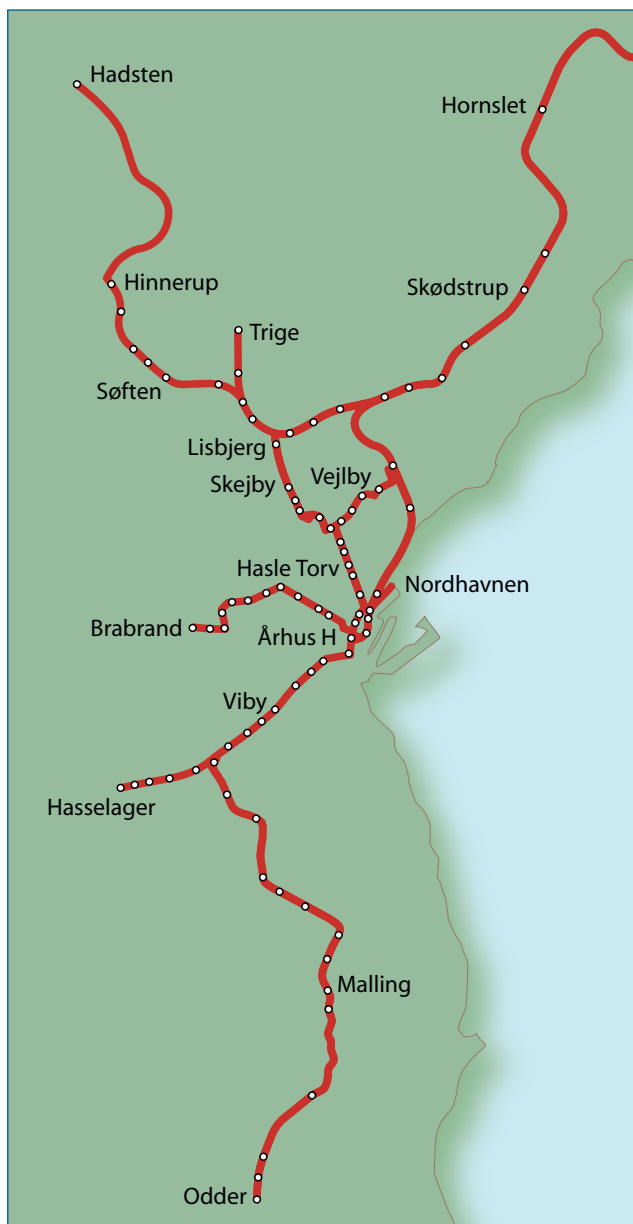 Hadsten
Hornslet
Hinnerup
Skødstrup
Trige
Søften
Lisbjerg
Skejby
Vejlby
Hasle Torv
Nordhavnen
Brabrand
Århus H
Viby
Hasselager
Malling
Odder